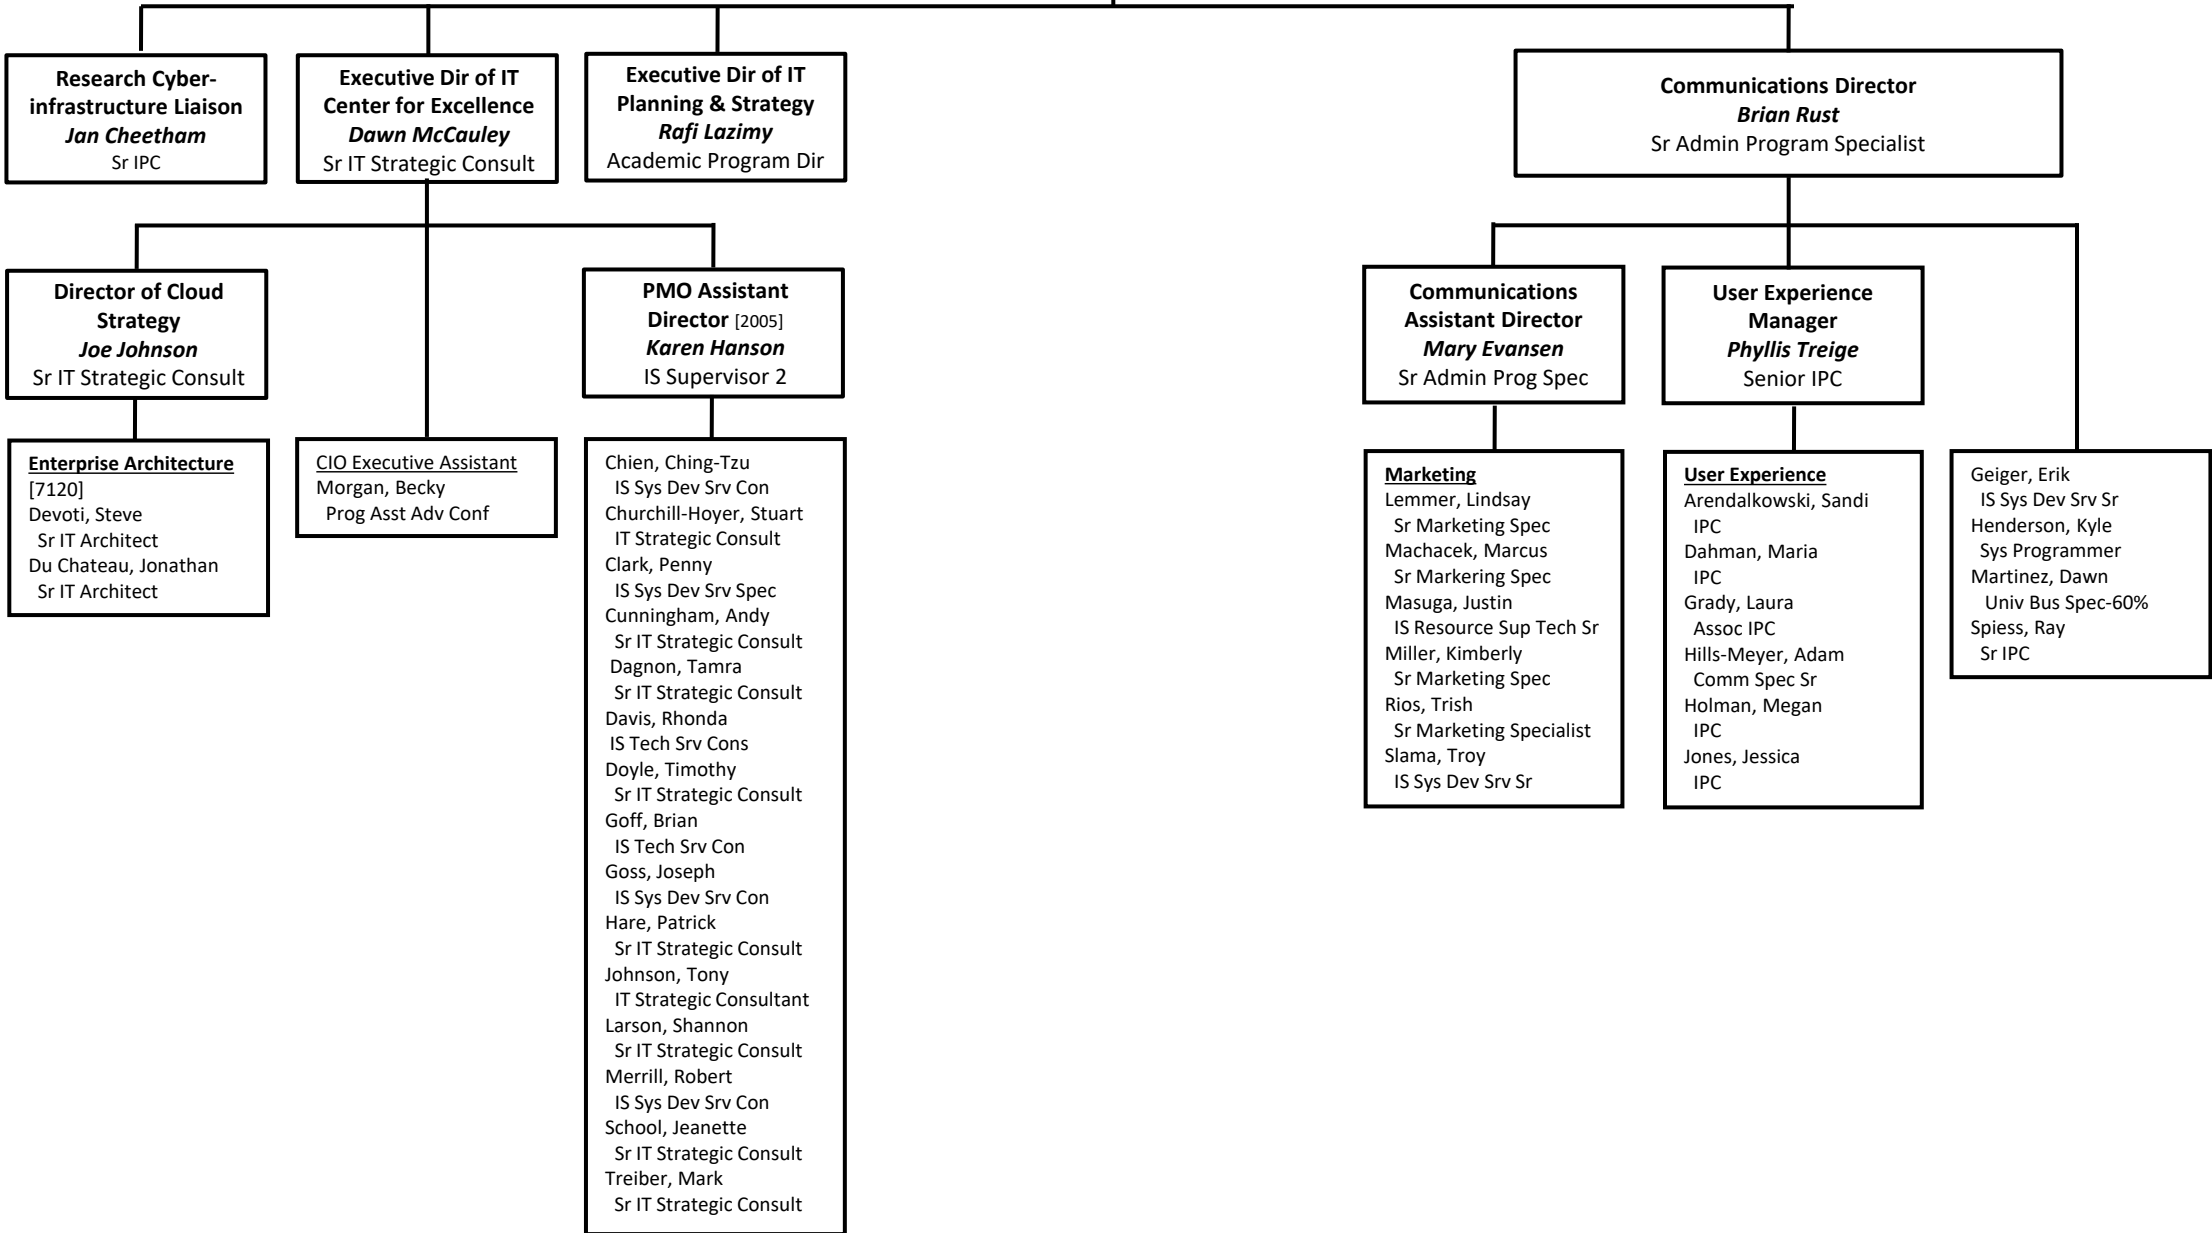 Research Cyber-
infrastructure Liaison
Jan Cheetham
Sr IPC
Executive Dir of IT
Center for Excellence
Dawn McCauley
Sr IT Strategic Consult
Executive Dir of IT
Planning & Strategy
Rafi Lazimy
Academic Program Dir
Communications Director
Brian Rust
Sr Admin Program Specialist
Director of Cloud
Strategy
Joe Johnson
Sr IT Strategic Consult
PMO Assistant
Director [2005]
Karen Hanson
IS Supervisor 2
Communications
Assistant Director
Mary Evansen
Sr Admin Prog Spec
User Experience
Manager
Phyllis Treige
Senior IPC
Enterprise Architecture
[7120]
Devoti, Steve
Sr IT Architect
Du Chateau, Jonathan
Sr IT Architect
CIO Executive Assistant
Morgan, Becky
Prog Asst Adv Conf
Chien, Ching-Tzu
IS Sys Dev Srv Con
Churchill-Hoyer, Stuart
IT Strategic Consult
Clark, Penny
IS Sys Dev Srv Spec
Cunningham, Andy
Sr IT Strategic Consult
Dagnon, Tamra
Sr IT Strategic Consult
Davis, Rhonda
IS Tech Srv Cons
Doyle, Timothy
Sr IT Strategic Consult
Goff, Brian
IS Tech Srv Con
Goss, Joseph
IS Sys Dev Srv Con
Hare, Patrick
Sr IT Strategic Consult
Johnson, Tony
IT Strategic Consultant
Larson, Shannon
Sr IT Strategic Consult
Merrill, Robert
IS Sys Dev Srv Con
School, Jeanette
Sr IT Strategic Consult
Treiber, Mark
Sr IT Strategic Consult
Marketing
Lemmer, Lindsay
Sr Marketing Spec
Machacek, Marcus
Sr Markering Spec
Masuga, Justin
IS Resource Sup Tech Sr
Miller, Kimberly
Sr Marketing Spec
Rios, Trish
Sr Marketing Specialist
Slama, Troy
IS Sys Dev Srv Sr
User Experience
Arendalkowski, Sandi
IPC
Dahman, Maria
IPC
Grady, Laura
Assoc IPC
Hills-Meyer, Adam
Comm Spec Sr
Holman, Megan
IPC
Jones, Jessica
IPC
Geiger, Erik
IS Sys Dev Srv Sr
Henderson, Kyle
Sys Programmer
Martinez, Dawn
Univ Bus Spec-60%
Spiess, Ray
Sr IPC